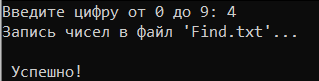 Введите цифру от 0 до 9: 4
Запись чисел в файл 'Find.txt'...
Успешно!